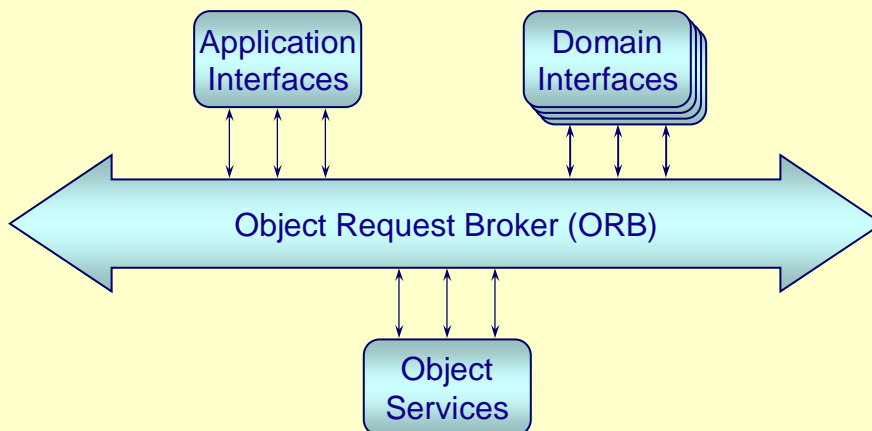 Application
Interfaces
Domain
Interfaces
Object Request Broker (ORB)
Object
Services